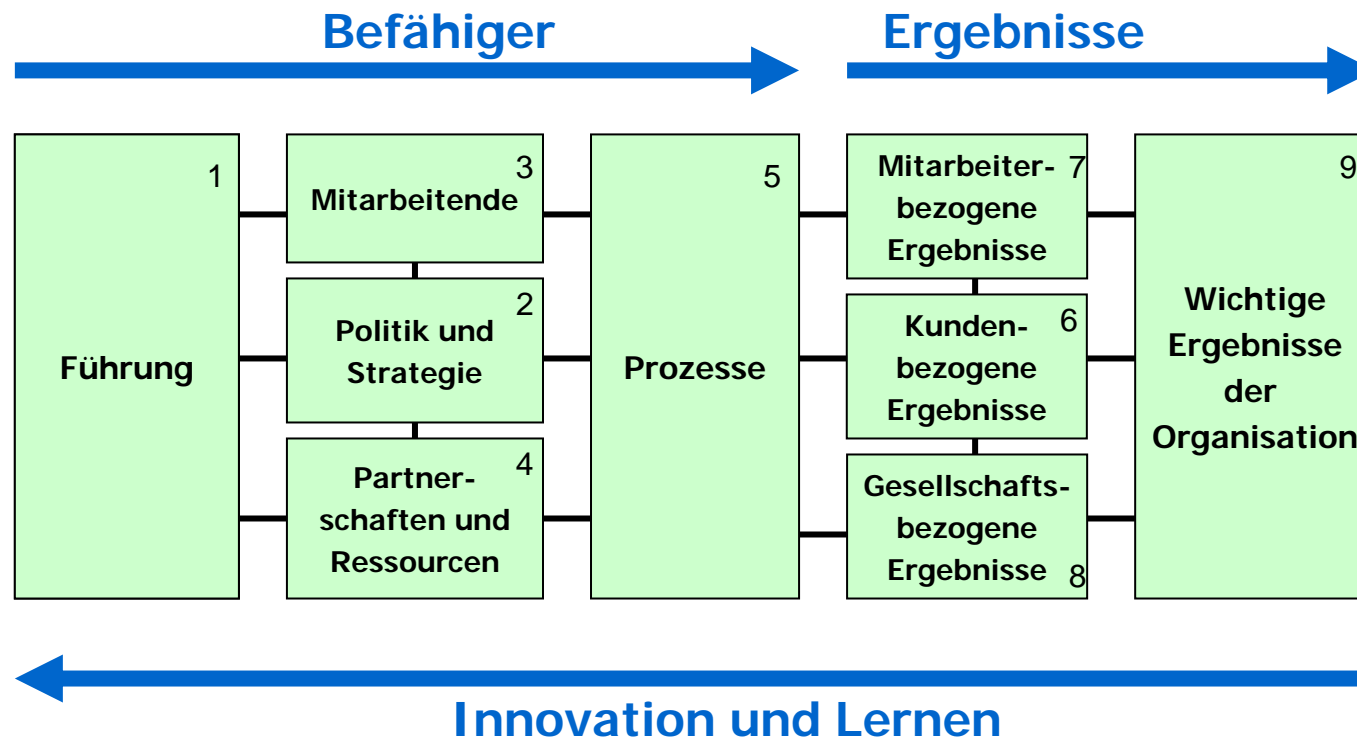 Befähiger
Ergebnisse
1
Führung
3
Mitarbeitende
2
Politik und
Strategie
4
Partner-
schaften und
Ressourcen
5
Prozesse
Mitarbeiter- 7
bezogene
Ergebnisse
Kunden- 6
bezogene
Ergebnisse
Gesellschafts-
bezogene
Ergebnisse 8
9
Wichtige
Ergebnisse
der
Organisation
Innovation und Lernen